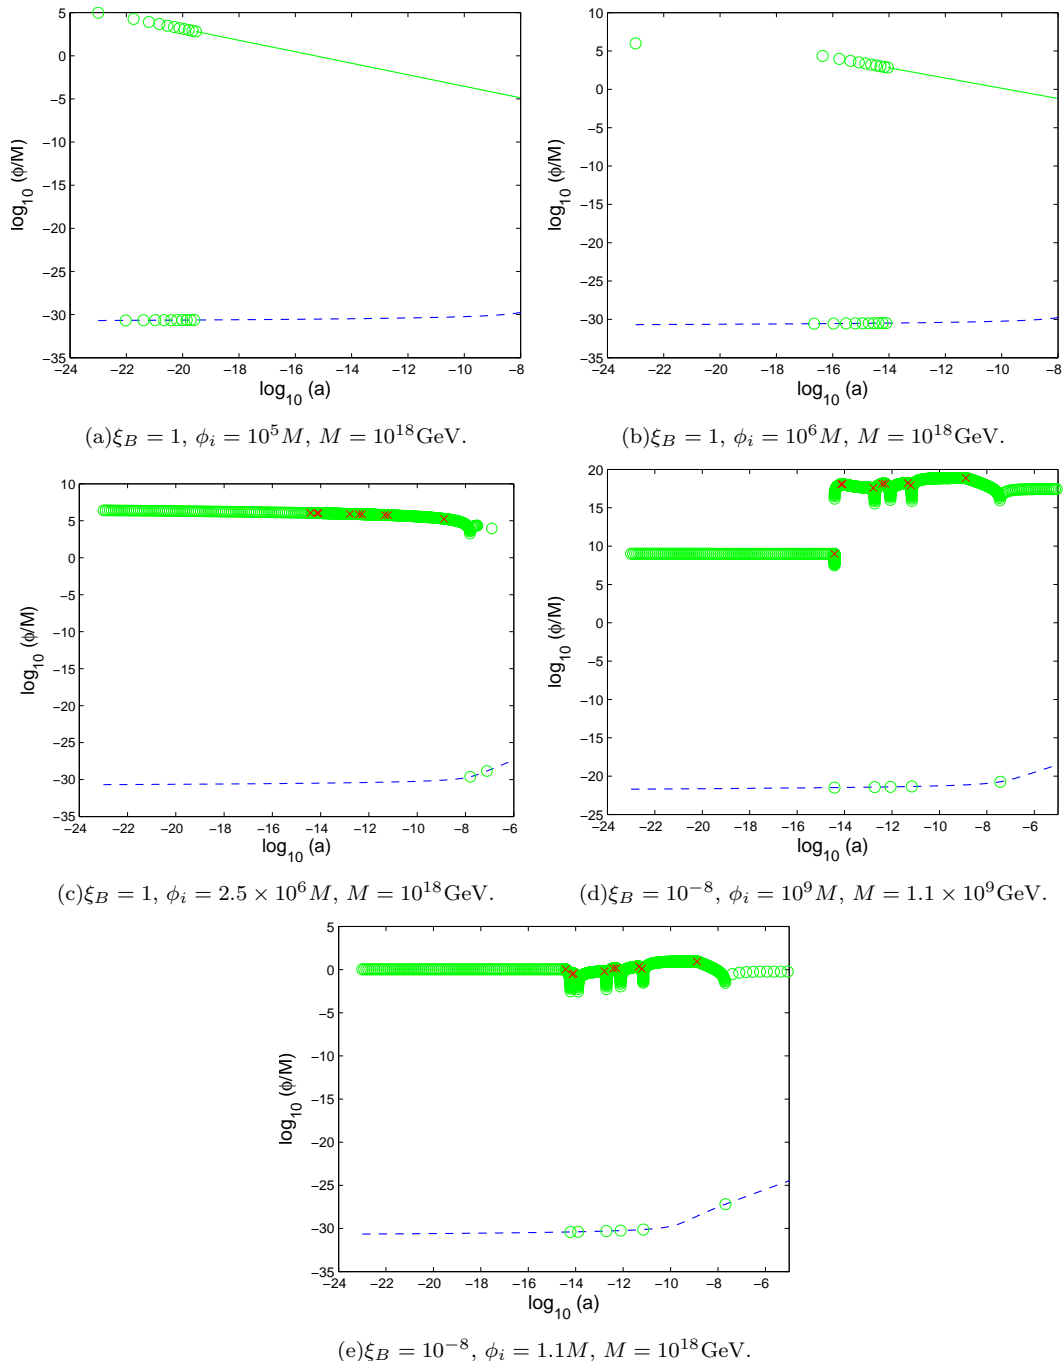 5
0
−5
−10
−15
−20
−25
−30
−35
log10 (ϕ/M)
−24 −22 −20 −18 −16 −14 −12 −10 −8
log10 (a)
(a)ξB = 1, ϕi = 10^5M, M = 10^18GeV.
10
5
0
−5
−10
−15
−20
−25
−30
−35
log10 (ϕ/M)
−24 −22 −20 −18 −16 −14 −12 −10 −8
log10 (a)
(b)ξB = 1, ϕi = 10^6M, M = 10^18GeV.
10
5
0
−5
−10
−15
−20
−25
−30
−35
log10 (ϕ/M)
−24 −22 −20 −18 −16 −14 −12 −10 −8 −6
log10 (a)
(c)ξB = 1, ϕi = 2.5 × 10^6M, M = 10^18GeV.
20
15
10
5
0
−5
−10
−15
−20
−25
log10 (ϕ/M)
−24 −22 −20 −18 −16 −14 −12 −10 −8 −6
log10 (a)
(d)ξB = 10^−8, ϕi = 10^9M, M = 1.1 × 10^9GeV.
5
0
−5
−10
−15
−20
−25
−30
−35
log10 (ϕ/M)
−24 −22 −20 −18 −16 −14 −12 −10 −8 −6
log10 (a)
(e)ξB = 10^−8, ϕi = 1.1M, M = 10^18GeV.